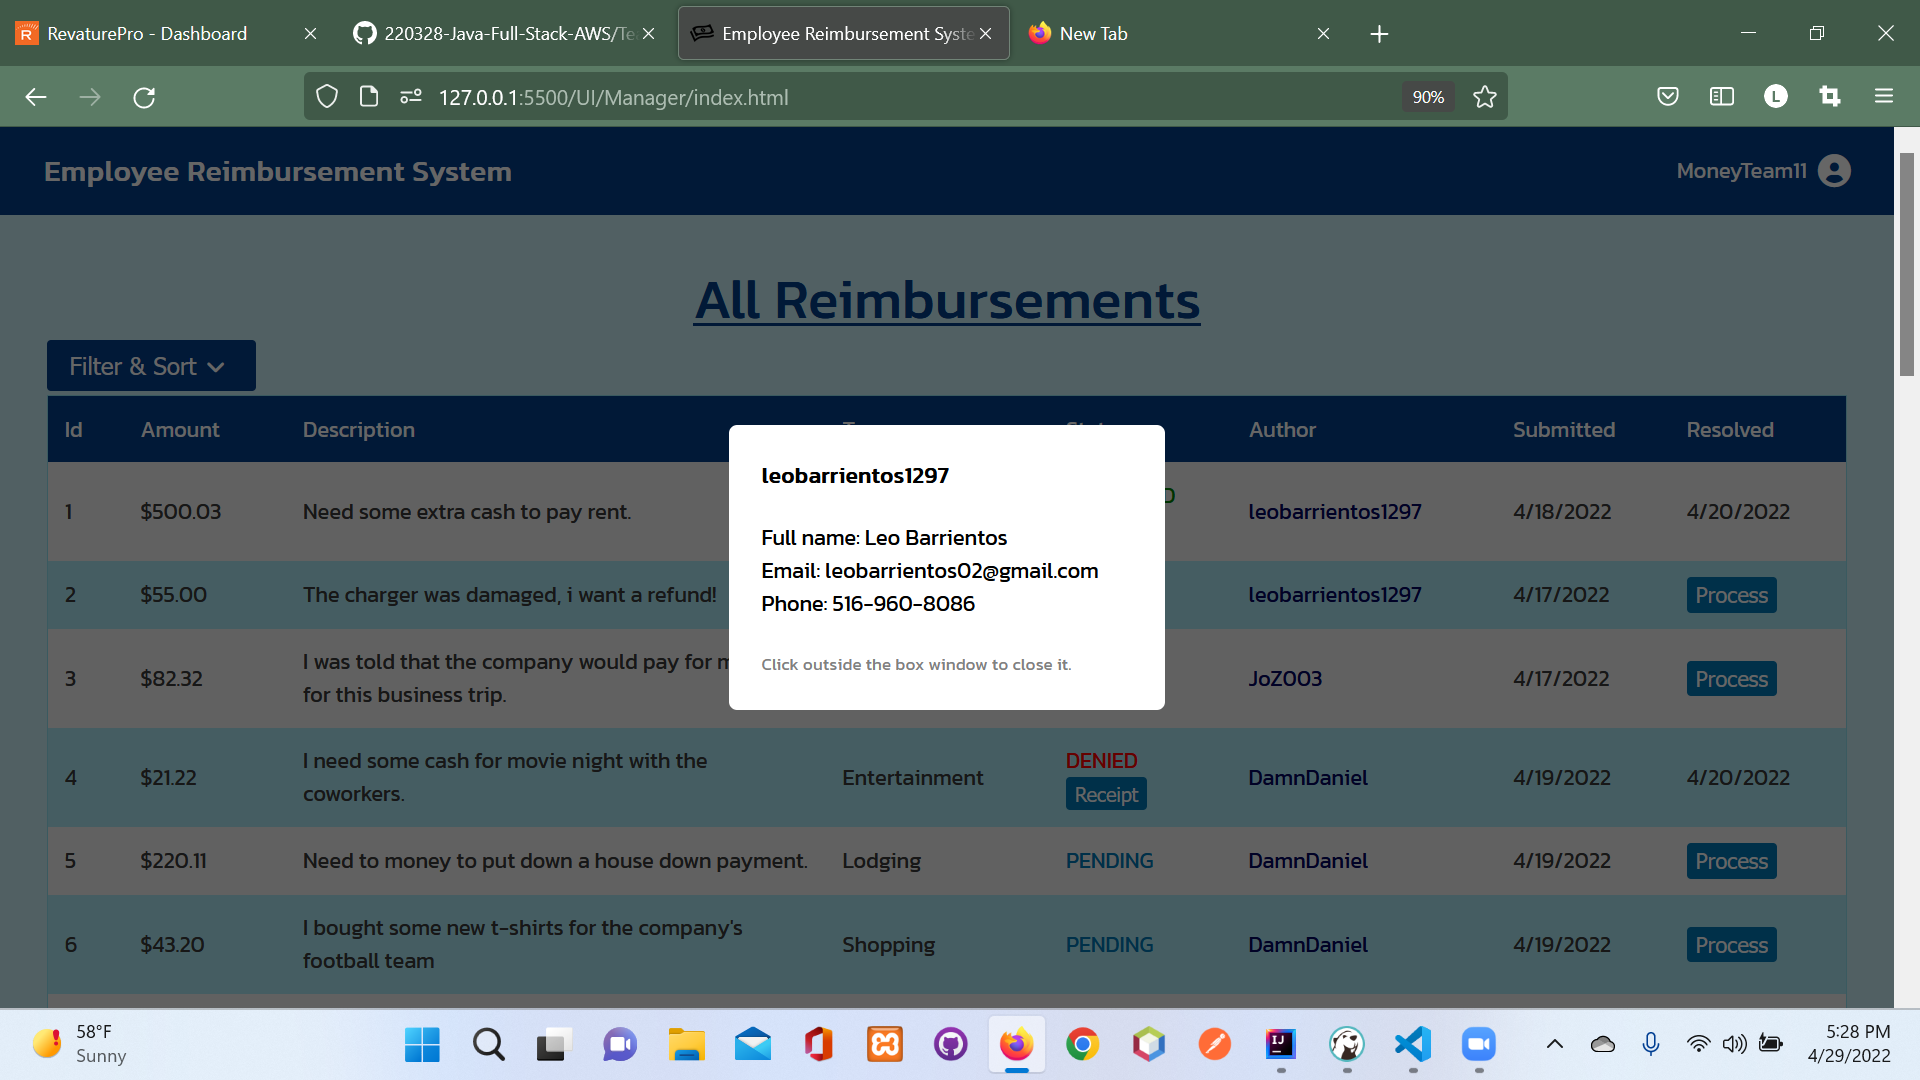 RevaturePro - Dashboard
220328-Java-Full-Stack-AWS/Te
Employee Reimbursement Syste
New Tab
127.0.0.1:5500/UI/Manager/index.html
90%
L
Employee Reimbursement System
MoneyTeam11
All Reimbursements
Filter & Sort
Id Amount Description Author Submitted Resolved
leobarrientos1297
Full name: Leo Barrientos
Email: leobarrientos02@gmail.com
Phone: 516-960-8086
Click outside the box window to close it.
1 $500.03 Need some extra cash to pay rent. leobarrientos1297 4/18/2022 4/20/2022
2 $55.00 The charger was damaged, i want a refund! leobarrientos1297 4/17/2022 Process
3 $82.32 I was told that the company would pay for
for this business trip. JoZ003 4/17/2022 Process
4 $21.22 I need some cash for movie night with the
coworkers. Entertainment DENIED Receipt DamnDaniel 4/19/2022 4/20/2022
5 $220.11 Need to money to put down a house down payment. Lodging PENDING DamnDaniel 4/19/2022 Process
6 $43.20 I bought some new t-shirts for the company's
football team Shopping PENDING DamnDaniel 4/19/2022 Process
58°F
Sunny
5:28 PM
4/29/2022